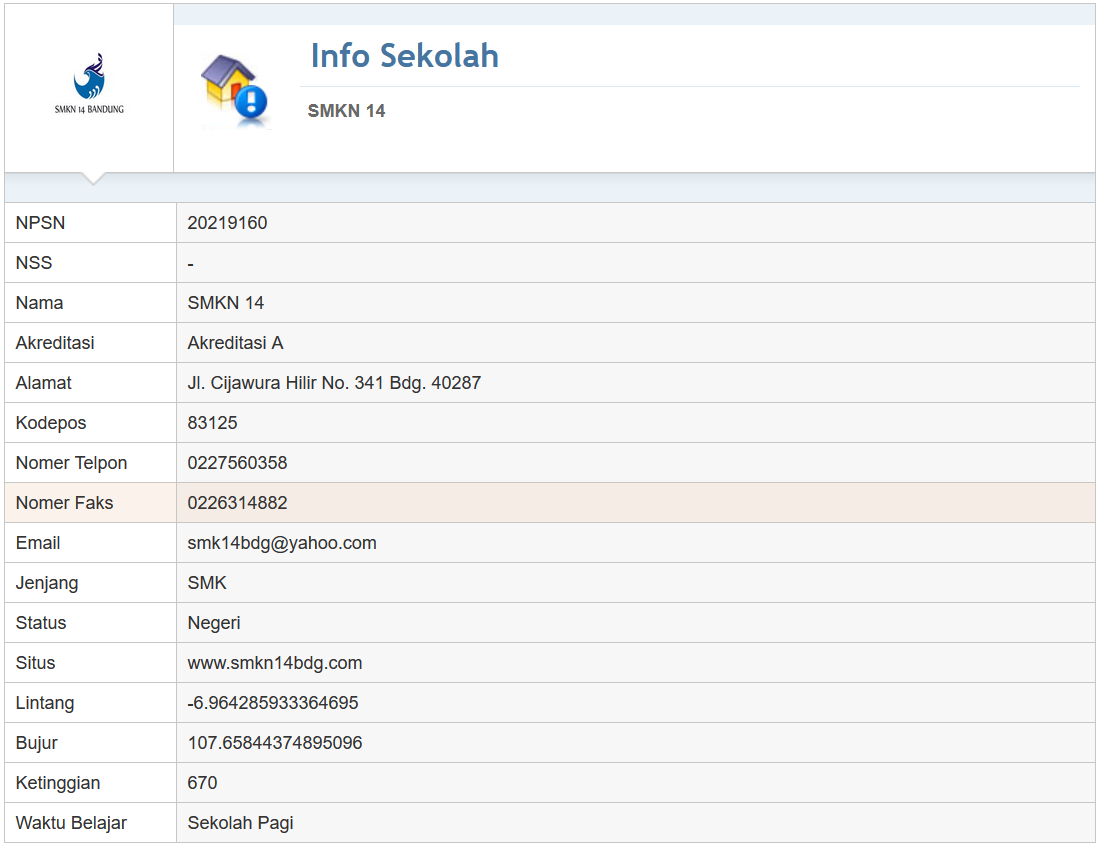 SMKN 14 BANDUNG
Info Sekolah
SMKN 14
NPSN 20219160
NSS -
Nama SMKN 14
Akreditasi Akreditasi A
Alamat Jl. Cijawura Hilir No. 341 Bdg. 40287
Kodepos 83125
Nomer Telpon 0227560358
Nomer Faks 0226314882
Email smk14bdg@yahoo.com
Jenjang SMK
Status Negeri
Situs www.smkn14bdg.com
Lintang -6.964285933364695
Bujur 107.65844374895096
Ketinggian 670
Waktu Belajar Sekolah Pagi